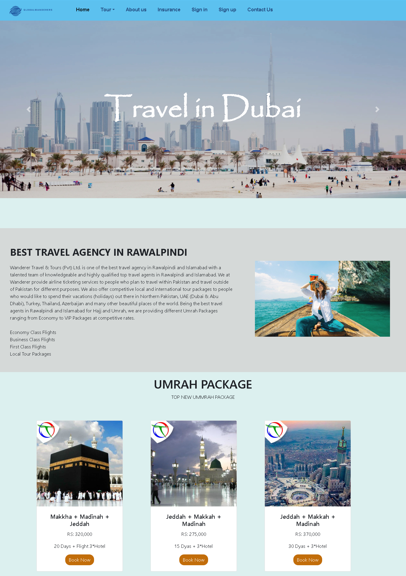 Home Tour About us Insurance Sign in Sign up Contact Us
Travel in Dubai
BEST TRAVEL AGENCY IN RAWALPINDI
Wanderer Travel & Tours (Pvt) Ltd. is one of the best travel agency in Rawalpindi and Islamabad with a
talented team of knowledgeable and highly qualified top travel agents in Rawalpindi and Islamabad. We at
Wanderer provide airline ticketing services to people who plan to travel within Pakistan and travel outside
of Pakistan for different purposes. We also offer competitive local and international tour packages to people
who would like to spend their vacations (holidays) out there in Northern Pakistan, UAE (Dubai & Abu
Dhabi), Turkey, Thailand, Azerbaijan and many other beautiful places of the world. Being the best travel
agents in Rawalpindi and Islamabad for Hajj and Umrah, we are providing different Umrah Packages
ranging from Economy to VIP Packages at competitive rates.
Economy Class Flights
Business Class Flights
First Class Flights
Local Tour Packages
UMRAH PACKAGE
TOP NEW UMMRAH PACKAGE
Makkha + Madinah +
Jeddah
RS: 320,000
20 Days + Flight 3*Hotel
Book Now
Jeddah + Makkah +
Madinah
RS: 275,000
10 Dyas + 3*Hotel
Book Now
Jeddah + Makkah +
Madinah
RS: 370,000
30 Dyas + 3*Hotel
Book Now